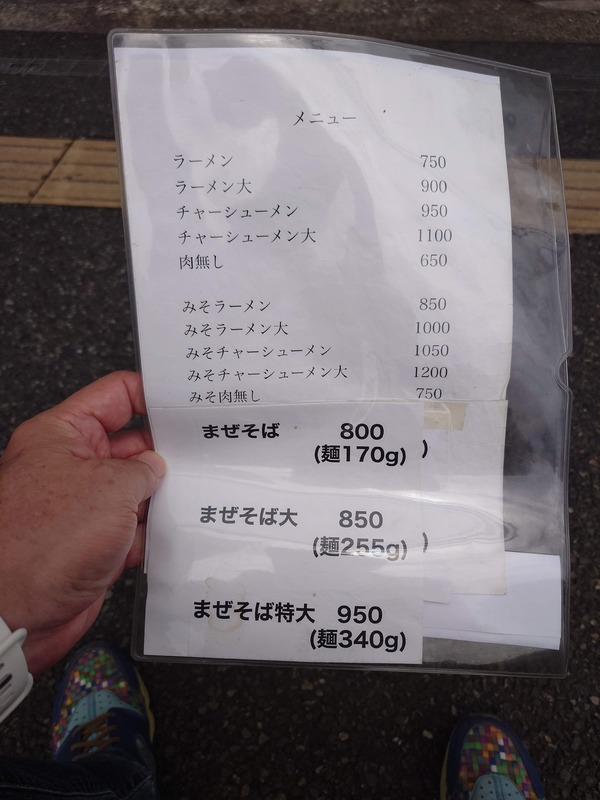 メニュー
ラーメン 750
ラーメン大 900
チャーシューメン 950
チャーシューメン大 1100
肉無し 650
みそラーメン 850
みそラーメン大 1000
みそチャーシューメン 1050
みそチャーシューメン大 1200
みそ肉無し 750
まぜそば 800
(麺170g) )
まぜそば大 850
(麺255g) )
まぜそば特大 950
(麺340g)